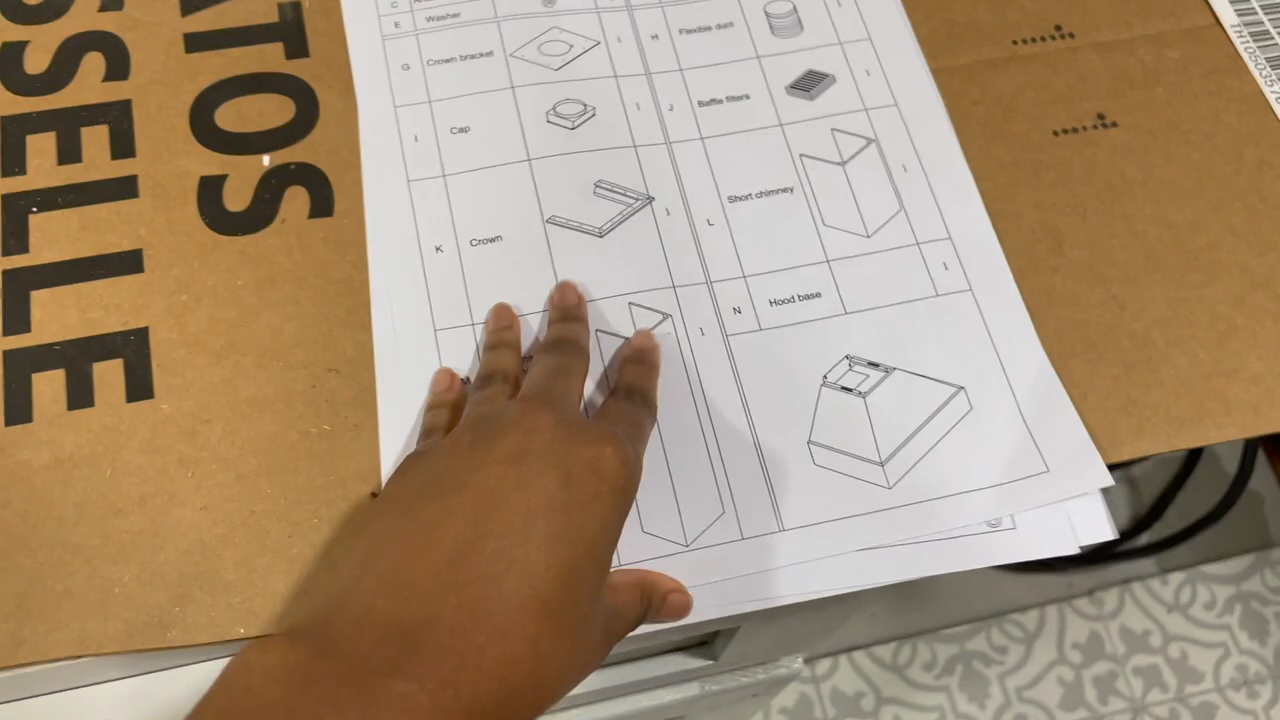 ATOS
SSELLE
C
E Washer
G Crown bracket 1 H Flexible duct 1
I Cap 1 J Baffle filters 1
K Crown 1 L Short chimney 1
M 1 N Hood base 1